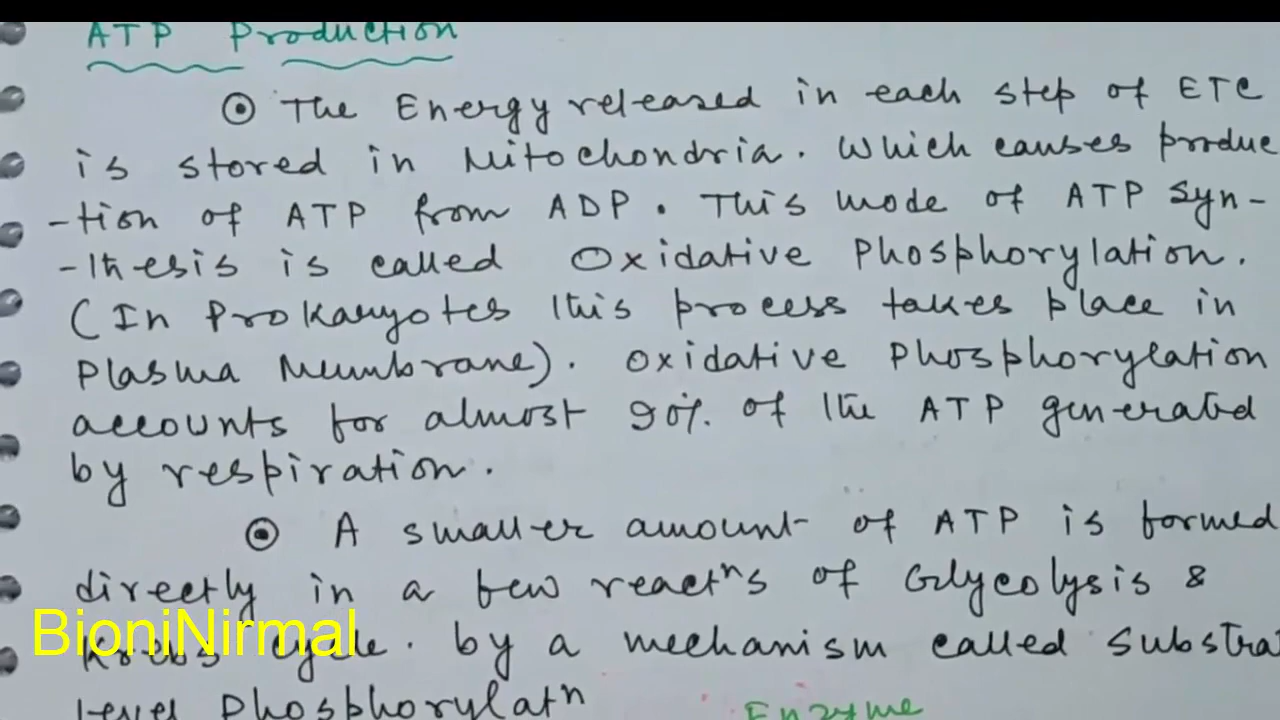 ATP Production
⊙ The Energy released in each step of ETC
is stored in Mitochondria. Which causes produc
-tion of ATP from ADP. This mode of ATP syn-
-thesis is called Oxidative Phosphorylation.
(In Prokaryotes this process takes place in
Plasma Membrane). Oxidative Phosphorylation
accounts for almost 90% of the ATP generated
by respiration.
⊙ A smaller amount of ATP is formed
directly in a few reactⁿs of Glycolysis &
BioniNirmal
Krebs cycle. by a mechanism called Substra
level Phosphorylatⁿ
Enzyme